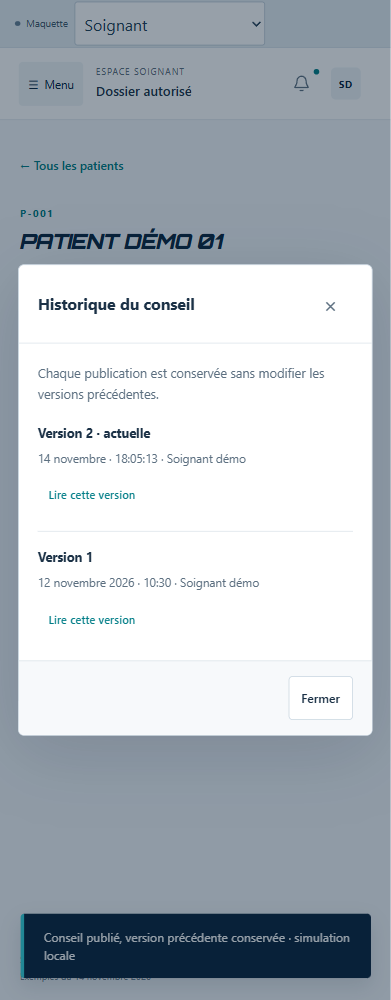 Maquette
Soignant
☰ Menu
ESPACE SOIGNANT
Dossier autorisé
SD
← Tous les patients
P-001
PATIENT DÉMO 01
Historique du conseil
×
Chaque publication est conservée sans modifier les
versions précédentes.
Version 2 · actuelle
14 novembre · 18:05:13 · Soignant démo
Lire cette version
Version 1
12 novembre 2026 · 10:30 · Soignant démo
Lire cette version
Fermer
Conseil publié, version précédente conservée · simulation
locale